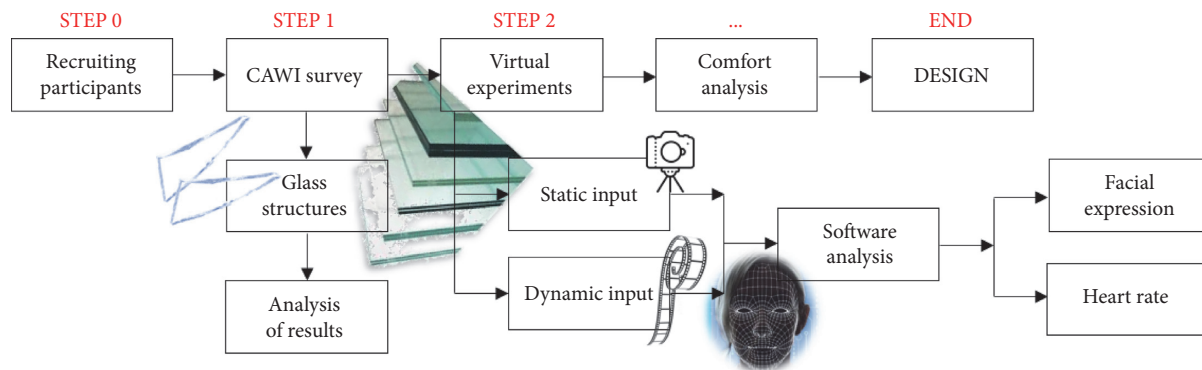 STEP 0
STEP 1
STEP 2
...
END
Recruiting
participants
CAWI survey
Virtual
experiments
Comfort
analysis
DESIGN
Glass
structures
Static input
Facial
expression
Software
analysis
Analysis
of results
Dynamic input
Heart rate